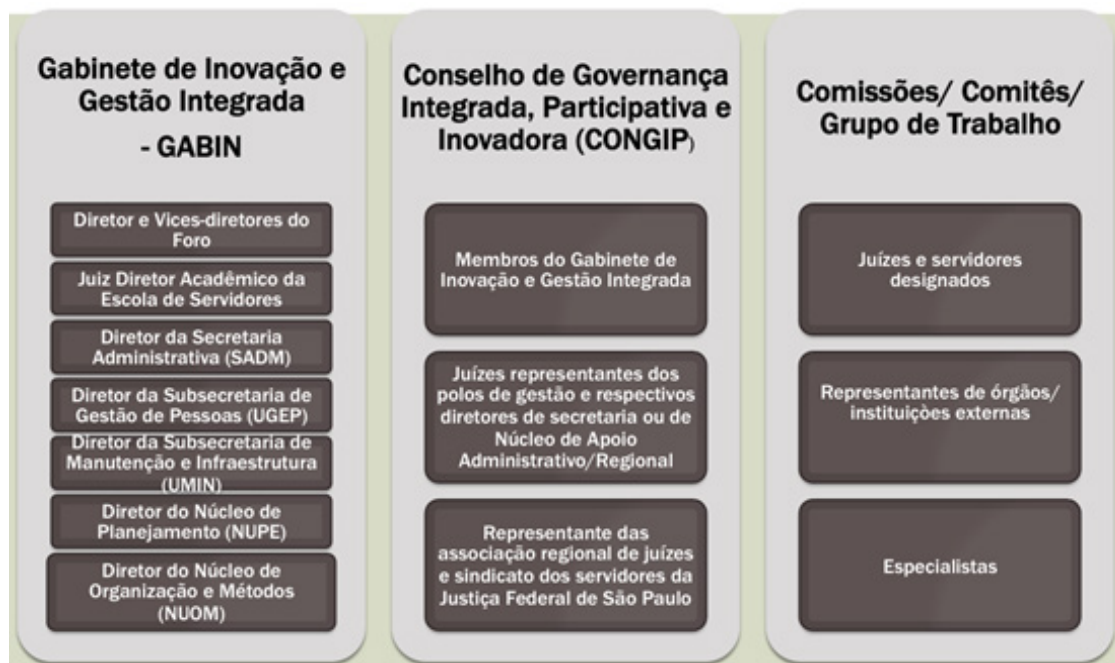 Gabinete de Inovação e
Gestão Integrada
- GABIN
Diretor e Vices-diretores do
Foro
Juiz Diretor Acadêmico da
Escola de Servidores
Diretor da Secretaria
Administrativa (SADM)
Diretor da Subsecretaria de
Gestão de Pessoas (UGEP)
Diretor da Subsecretaria de
Manutenção e Infraestrutura
(UMIN)
Diretor do Núcleo de
Planejamento (NUPE)
Diretor do Núcleo de
Organização e Métodos
(NUOM)
Conselho de Governança
Integrada, Participativa e
Inovadora (CONGIP)
Membros do Gabinete de
Inovação e Gestão Integrada
Juízes representantes dos
polos de gestão e respectivos
diretores de secretaria ou de
Núcleo de Apoio
Administrativo/Regional
Representante das
associação regional de juízes
e sindicato dos servidores da
Justiça Federal de São Paulo
Comissões/ Comitês/
Grupo de Trabalho
Juízes e servidores
designados
Representantes de órgãos/
instituiçòes externas
Especialistas